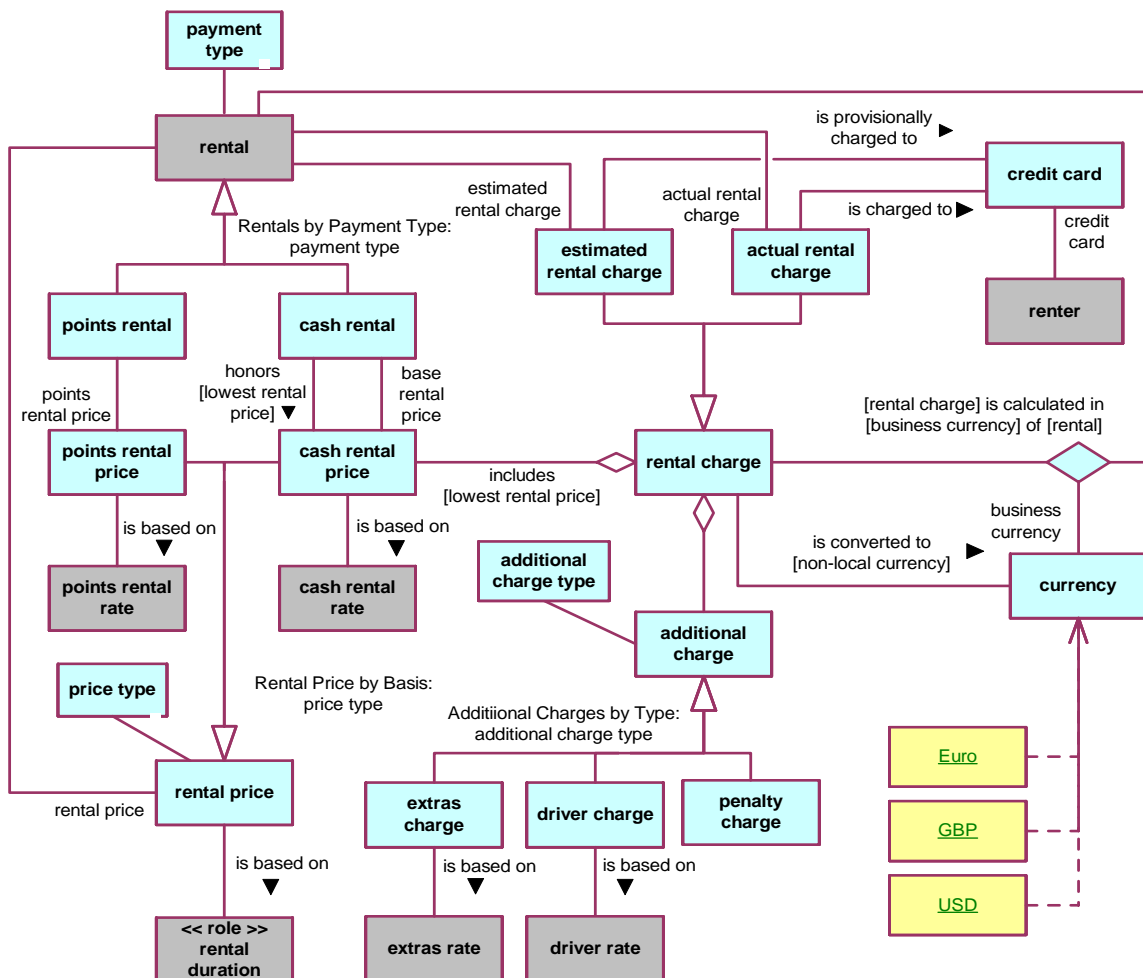 payment
type
rental
is provisionally
charged to
credit card
estimated
rental charge
actual rental
charge
is charged to
credit
card
Rentals by Payment Type:
payment type
estimated
rental charge
actual rental
charge
points rental
cash rental
renter
points
rental price
honors
[lowest rental
price]
base
rental
price
[rental charge] is calculated in
[business currency] of [rental]
points rental
price
cash rental
price
includes
[lowest rental price]
rental charge
business
currency
is based on
is based on
is converted to
[non-local currency]
additional
charge type
points rental
rate
cash rental
rate
currency
additional
charge
price type
Rental Price by Basis:
price type
Additiional Charges by Type:
additional charge type
Euro
rental price
rental price
extras
charge
driver charge
penalty
charge
GBP
is based on
is based on
is based on
USD
<< role >>
rental
duration
extras rate
driver rate